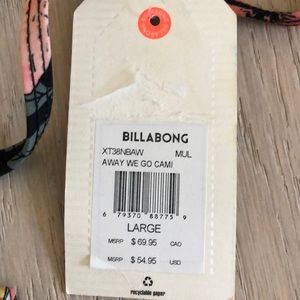 BILLABONG
XT38NBAW MUL
AWAY WE GO CAMI
6 79370 88775 9
LARGE
MSRP $ 69.95 CAD
MSRP $ 54.95 USD
recyclable paper